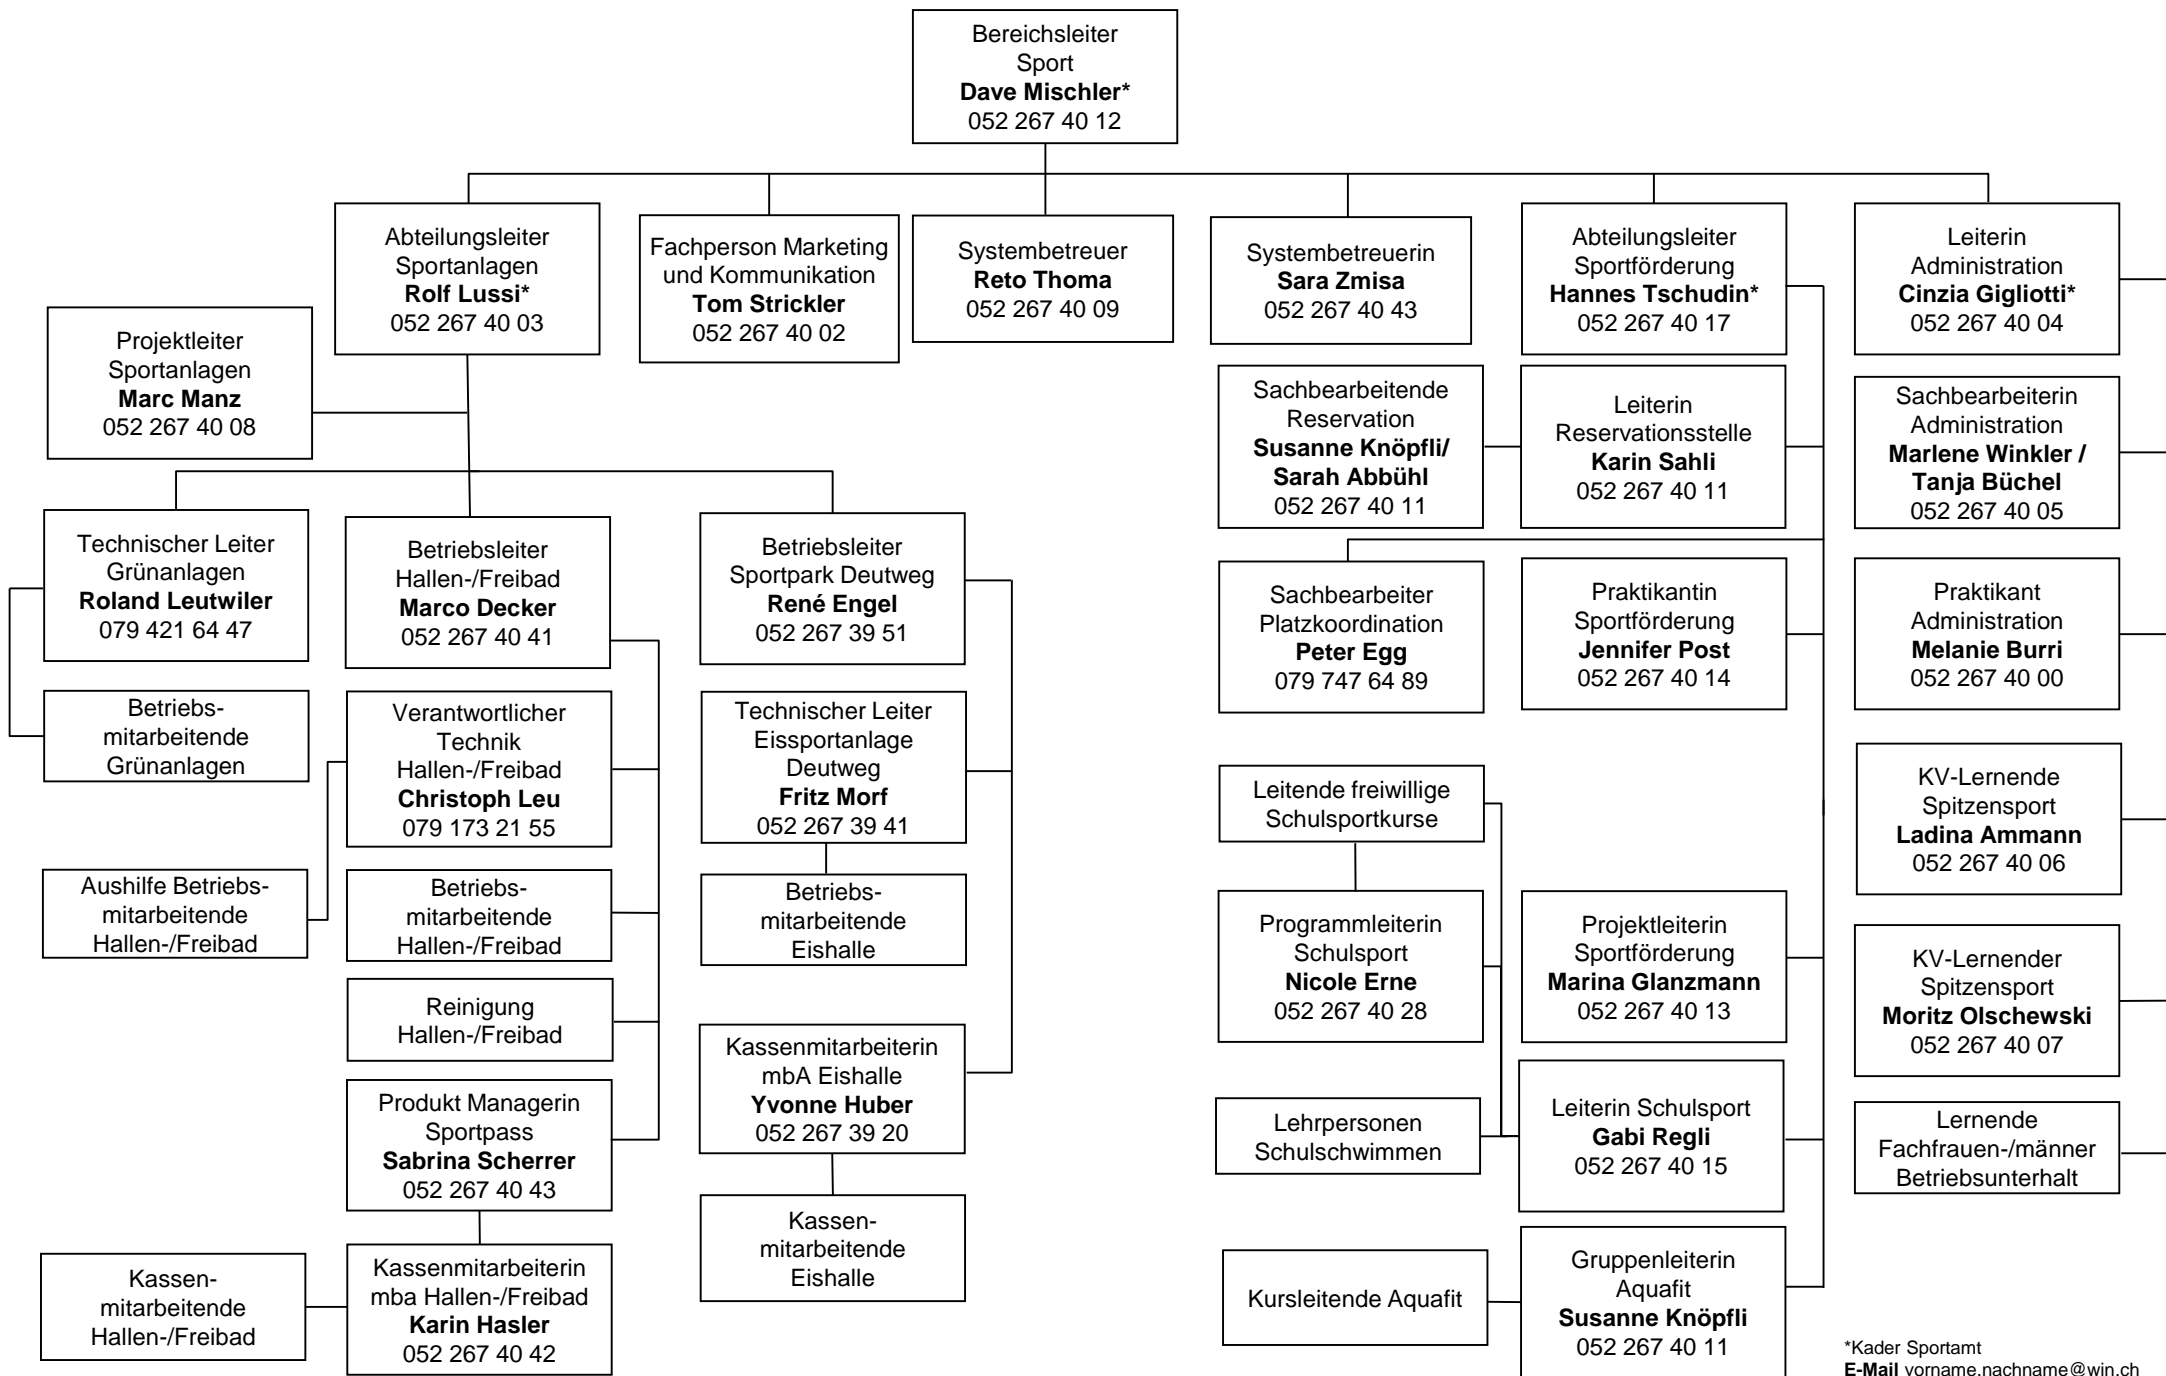 Bereichsleiter
Sport
Dave Mischler*
052 267 40 12
Abteilungsleiter
Sportanlagen
Rolf Lussi*
052 267 40 03
Fachperson Marketing
und Kommunikation
Tom Strickler
052 267 40 02
Systembetreuer
Reto Thoma
052 267 40 09
Systembetreuerin
Sara Zmisa
052 267 40 43
Abteilungsleiter
Sportförderung
Hannes Tschudin*
052 267 40 17
Leiterin
Administration
Cinzia Gigliotti*
052 267 40 04
Projektleiter
Sportanlagen
Marc Manz
052 267 40 08
Sachbearbeitende
Reservation
Susanne Knöpfli/
Sarah Abbühl
052 267 40 11
Leiterin
Reservationsstelle
Karin Sahli
052 267 40 11
Sachbearbeiterin
Administration
Marlene Winkler /
Tanja Büchel
052 267 40 05
Technischer Leiter
Grünanlagen
Roland Leutwiler
079 421 64 47
Betriebsleiter
Hallen-/Freibad
Marco Decker
052 267 40 41
Betriebsleiter
Sportpark Deutweg
René Engel
052 267 39 51
Sachbearbeiter
Platzkoordination
Peter Egg
079 747 64 89
Praktikantin
Sportförderung
Jennifer Post
052 267 40 14
Praktikant
Administration
Melanie Burri
052 267 40 00
Betriebs-
mitarbeitende
Grünanlagen
Verantwortlicher
Technik
Hallen-/Freibad
Christoph Leu
079 173 21 55
Technischer Leiter
Eissportanlage
Deutweg
Fritz Morf
052 267 39 41
Leitende freiwillige
Schulsportkurse
KV-Lernende
Spitzensport
Ladina Ammann
052 267 40 06
Aushilfe Betriebs-
mitarbeitende
Hallen-/Freibad
Betriebs-
mitarbeitende
Hallen-/Freibad
Betriebs-
mitarbeitende
Eishalle
Programmleiterin
Schulsport
Nicole Erne
052 267 40 28
Projektleiterin
Sportförderung
Marina Glanzmann
052 267 40 13
KV-Lernender
Spitzensport
Moritz Olschewski
052 267 40 07
Reinigung
Hallen-/Freibad
Kassenmitarbeiterin
mbA Eishalle
Yvonne Huber
052 267 39 20
Produkt Managerin
Sportpass
Sabrina Scherrer
052 267 40 43
Lehrpersonen
Schulschwimmen
Leiterin Schulsport
Gabi Regli
052 267 40 15
Lernende
Fachfrauen-/männer
Betriebsunterhalt
Kassen-
mitarbeitende
Eishalle
Kassen-
mitarbeitende
Hallen-/Freibad
Kassenmitarbeiterin
mba Hallen-/Freibad
Karin Hasler
052 267 40 42
Kursleitende Aquafit
Gruppenleiterin
Aquafit
Susanne Knöpfli
052 267 40 11
*Kader Sportamt
E-Mail vorname.nachname@win.ch